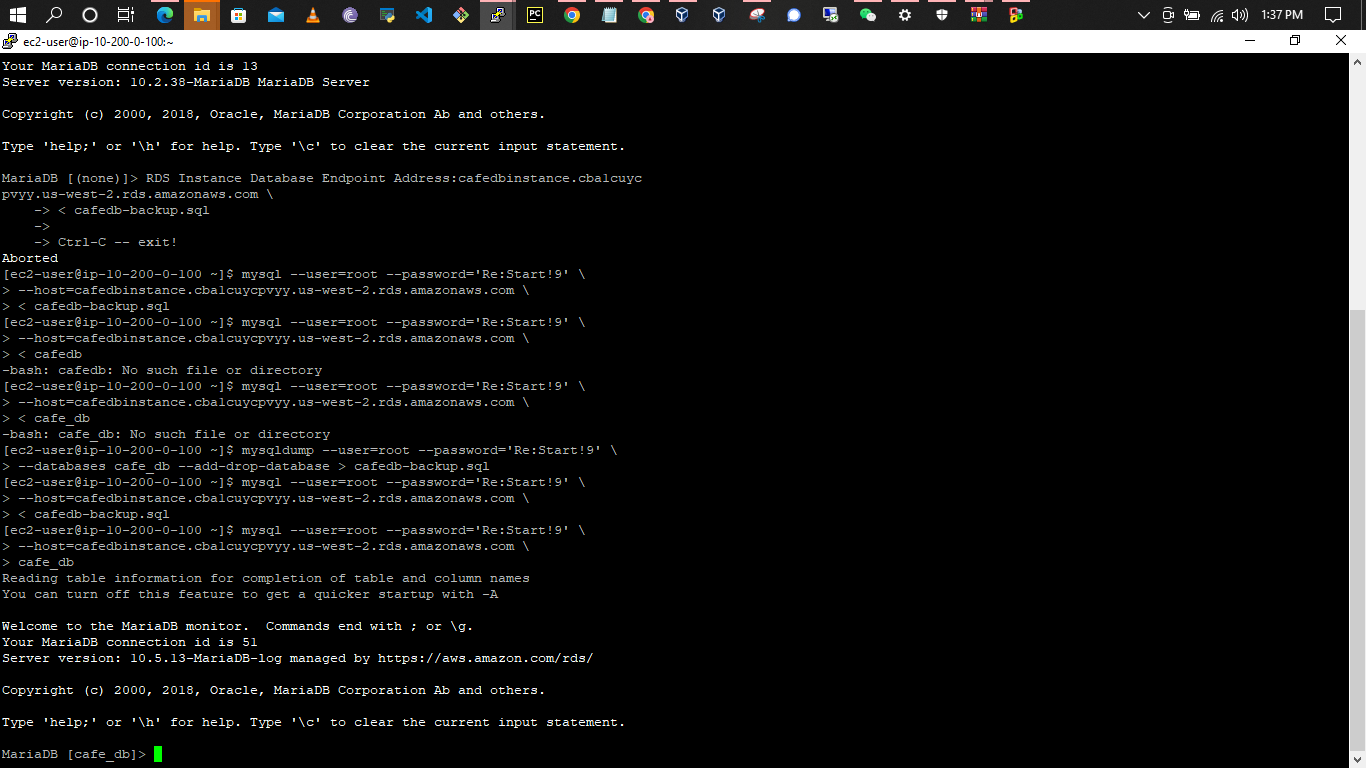 PC
1:37 PM
ec2-user@ip-10-200-0-100:~
Your MariaDB connection id is 13
Server version: 10.2.38-MariaDB MariaDB Server
Copyright (c) 2000, 2018, Oracle, MariaDB Corporation Ab and others.
Type 'help;' or '\h' for help. Type '\c' to clear the current input statement.
MariaDB [(none)]> RDS Instance Database Endpoint Address:cafedbinstance.cba1cuyc
pvyy.us-west-2.rds.amazonaws.com \
    -> < cafedb-backup.sql
    ->
    -> Ctrl-C -- exit!
Aborted
[ec2-user@ip-10-200-0-100 ~]$ mysql --user=root --password='Re:Start!9' \
> --host=cafedbinstance.cba1cuycpvyy.us-west-2.rds.amazonaws.com \
> < cafedb-backup.sql
[ec2-user@ip-10-200-0-100 ~]$ mysql --user=root --password='Re:Start!9' \
> --host=cafedbinstance.cba1cuycpvyy.us-west-2.rds.amazonaws.com \
> < cafedb
-bash: cafedb: No such file or directory
[ec2-user@ip-10-200-0-100 ~]$ mysql --user=root --password='Re:Start!9' \
> --host=cafedbinstance.cba1cuycpvyy.us-west-2.rds.amazonaws.com \
> < cafe_db
-bash: cafe_db: No such file or directory
[ec2-user@ip-10-200-0-100 ~]$ mysqldump --user=root --password='Re:Start!9' \
> --databases cafe_db --add-drop-database > cafedb-backup.sql
[ec2-user@ip-10-200-0-100 ~]$ mysql --user=root --password='Re:Start!9' \
> --host=cafedbinstance.cba1cuycpvyy.us-west-2.rds.amazonaws.com \
> < cafedb-backup.sql
[ec2-user@ip-10-200-0-100 ~]$ mysql --user=root --password='Re:Start!9' \
> --host=cafedbinstance.cba1cuycpvyy.us-west-2.rds.amazonaws.com \
> cafe_db
Reading table information for completion of table and column names
You can turn off this feature to get a quicker startup with -A
Welcome to the MariaDB monitor.  Commands end with ; or \g.
Your MariaDB connection id is 51
Server version: 10.5.13-MariaDB-log managed by https://aws.amazon.com/rds/
Copyright (c) 2000, 2018, Oracle, MariaDB Corporation Ab and others.
Type 'help;' or '\h' for help. Type '\c' to clear the current input statement.
MariaDB [cafe_db]>